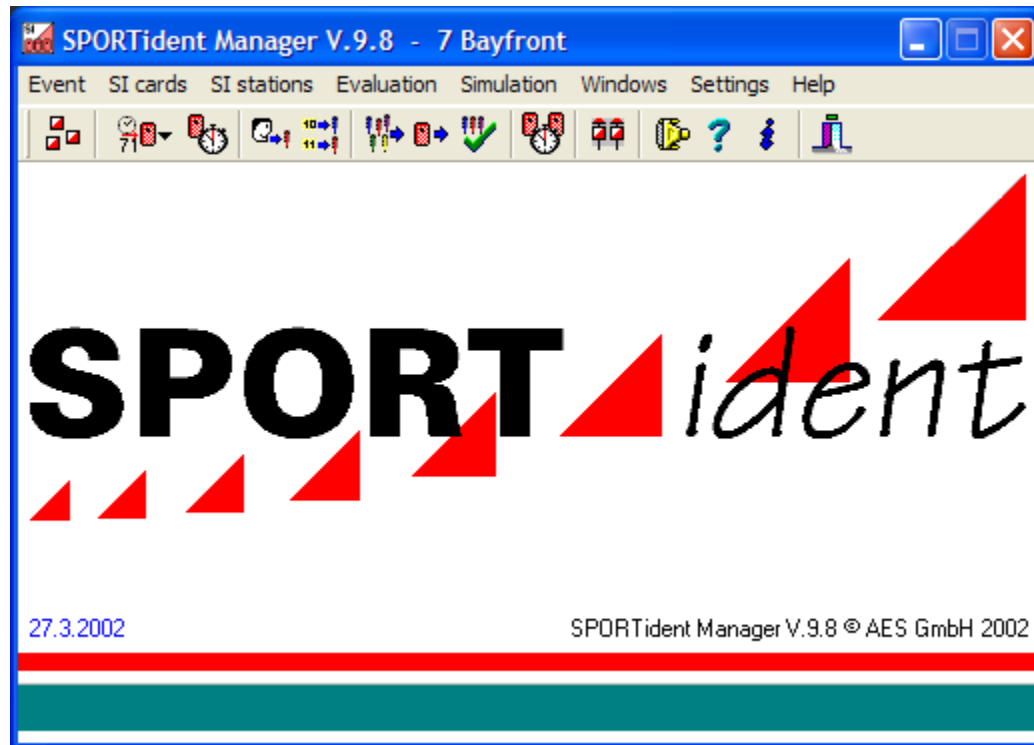 SPORTident Manager V.9.8 - 7 Bayfront
Event SI cards SI stations Evaluation Simulation Windows Settings Help
SPORT ident
27.3.2002 SPORTident Manager V.9.8 © AES GmbH 2002